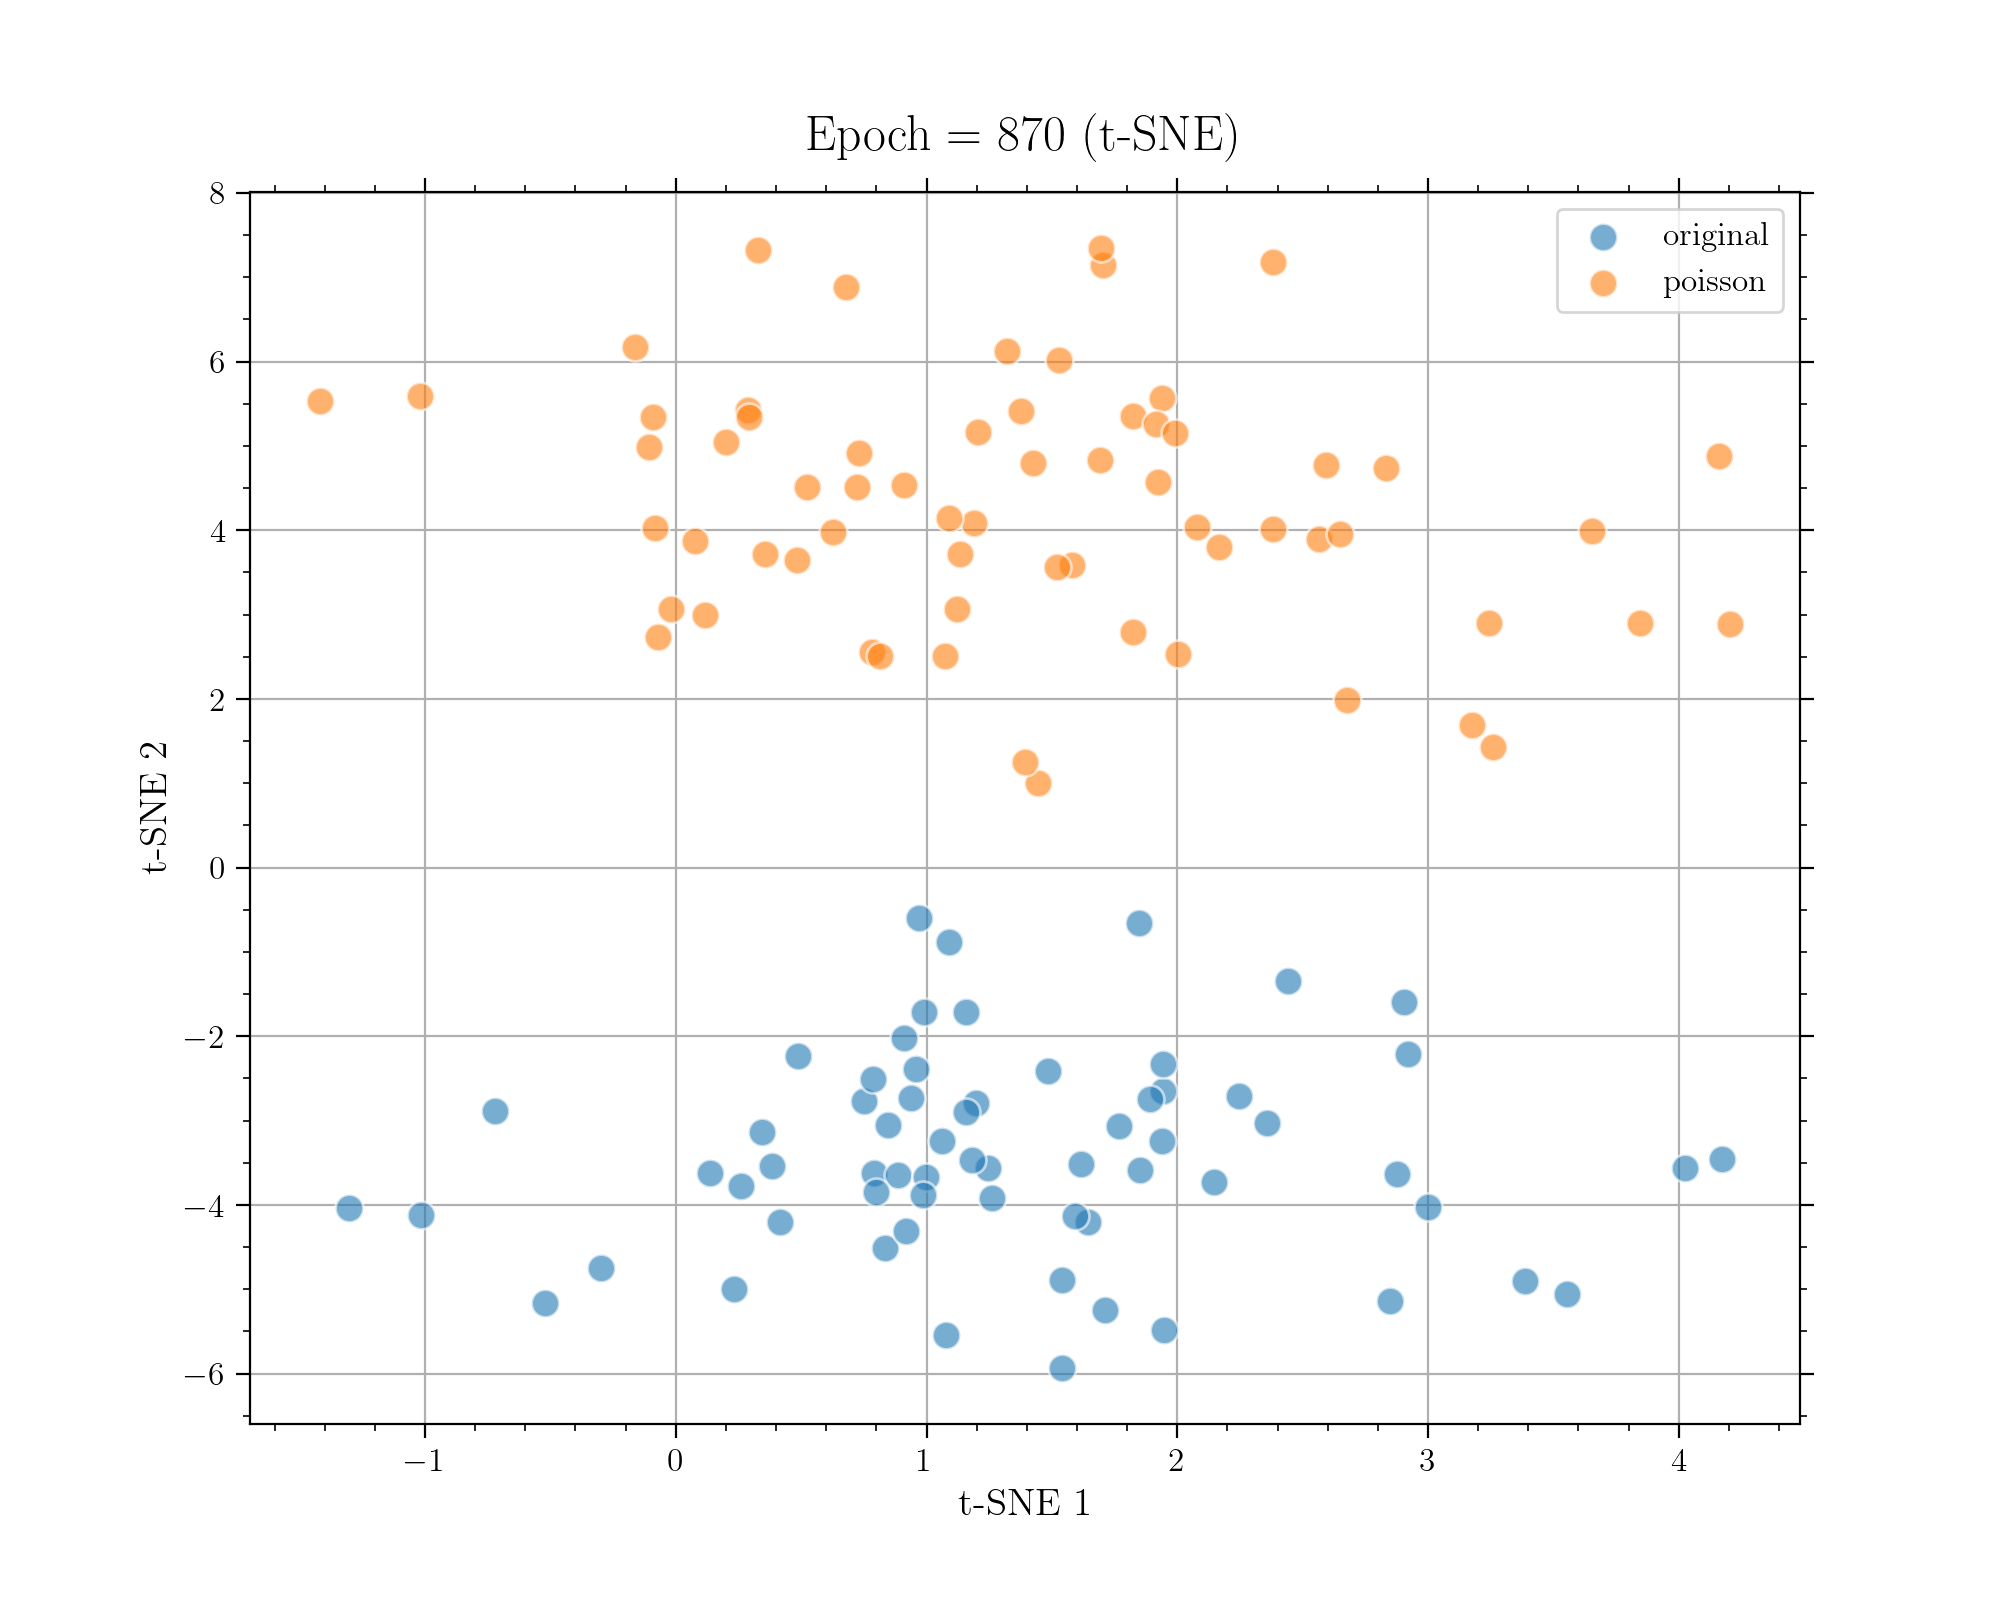 Epoch = 870 (t-SNE)
original
poisson
8
6
4
2
0
−2
−4
−6
t-SNE 2
−1 0 1 2 3 4
t-SNE 1